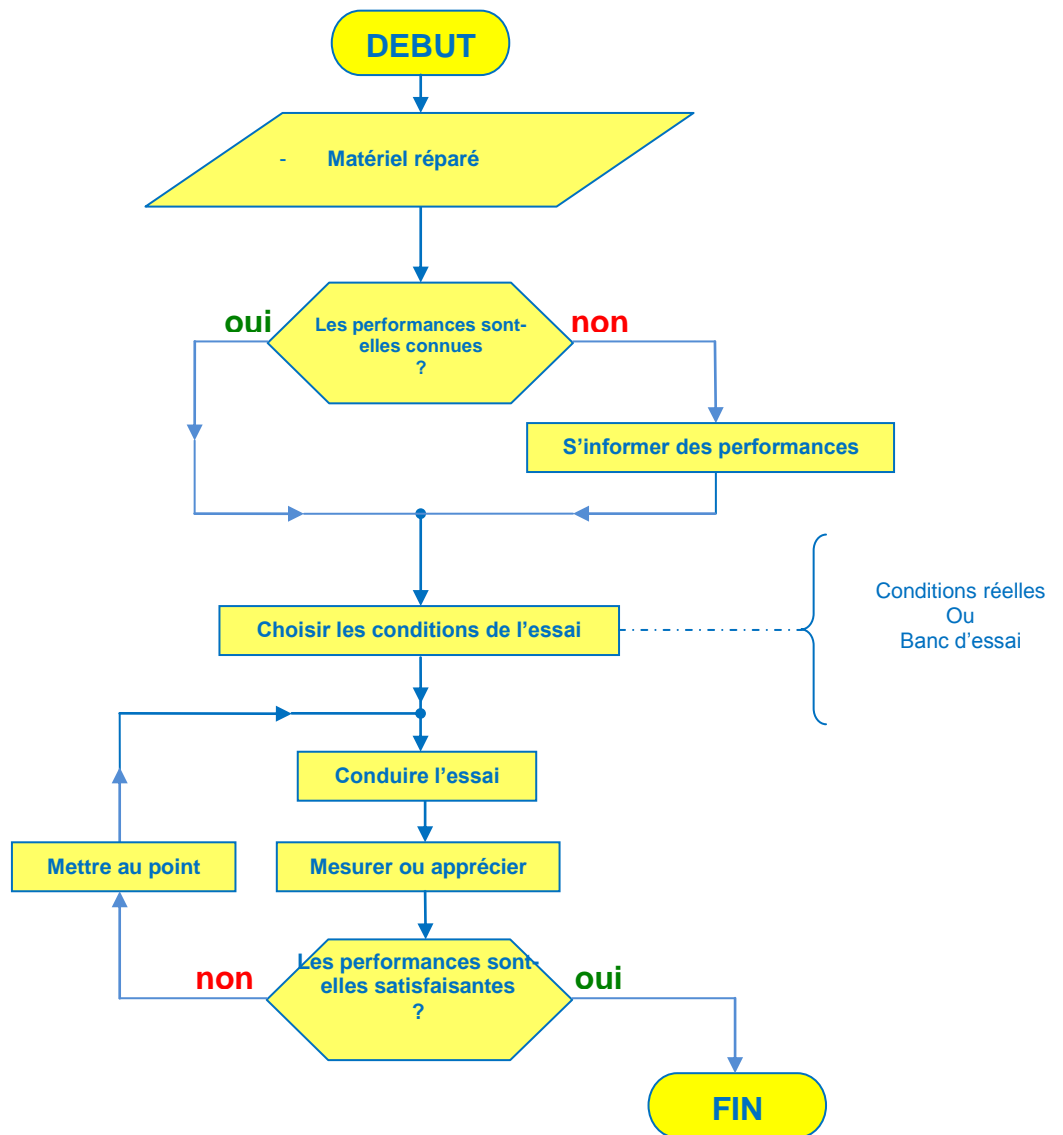 DEBUT
- Matériel réparé
oui
non
Les performances sont-
elles connues
?
S’informer des performances
Choisir les conditions de l’essai
Conditions réelles
Ou
Banc d’essai
Conduire l’essai
Mettre au point
Mesurer ou apprécier
non
Les performances sont-
elles satisfaisantes
?
oui
FIN